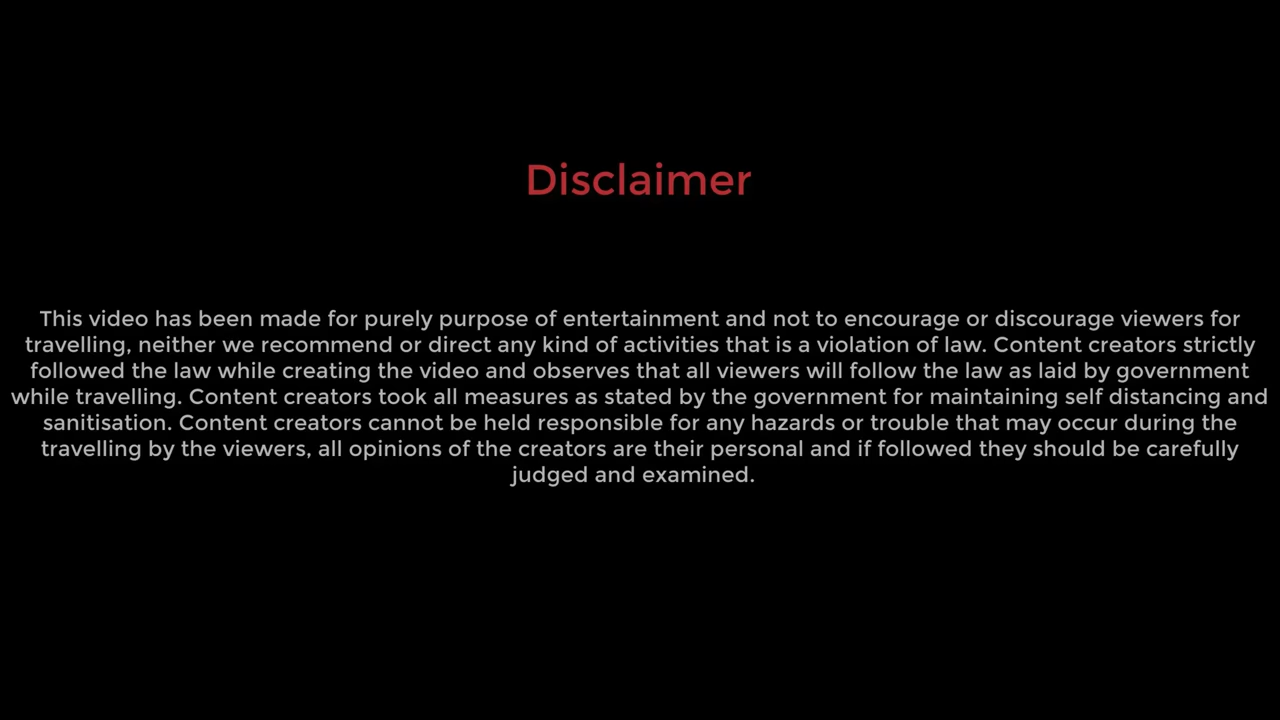 Disclaimer
This video has been made for purely purpose of entertainment and not to encourage or discourage viewers for
travelling, neither we recommend or direct any kind of activities that is a violation of law. Content creators strictly
followed the law while creating the video and observes that all viewers will follow the law as laid by government
while travelling. Content creators took all measures as stated by the government for maintaining self distancing and
sanitisation. Content creators cannot be held responsible for any hazards or trouble that may occur during the
travelling by the viewers, all opinions of the creators are their personal and if followed they should be carefully
judged and examined.